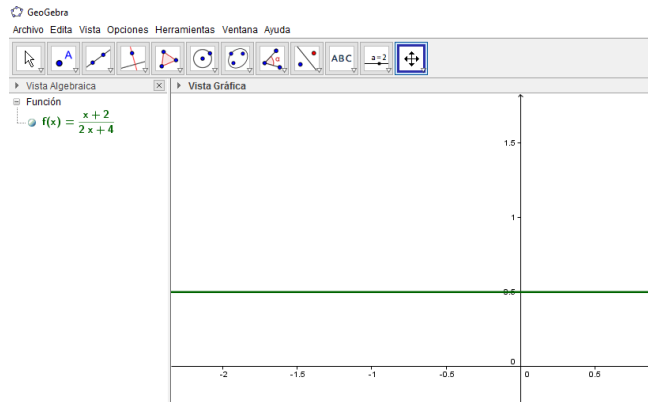 GeoGebra
Archivo Edita Vista Opciones Herramientas Ventana Ayuda
A α ABC a=2
Vista Algebraica
Vista Gráfica
Función
f(x) = (x + 2) / (2 x + 4)
1.5
1
0.5
0
-2 -1.5 -1 -0.5 0 0.5